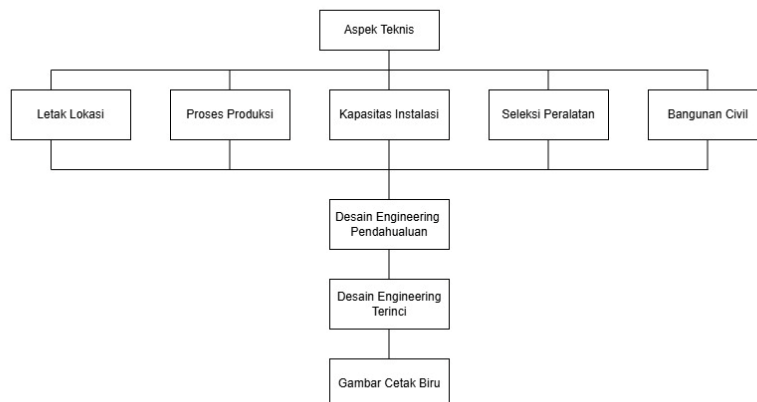 Aspek Teknis
Letak Lokasi
Proses Produksi
Kapasitas Instalasi
Seleksi Peralatan
Bangunan Civil
Desain Engineering
Pendahualuan
Desain Engineering
Terinci
Gambar Cetak Biru